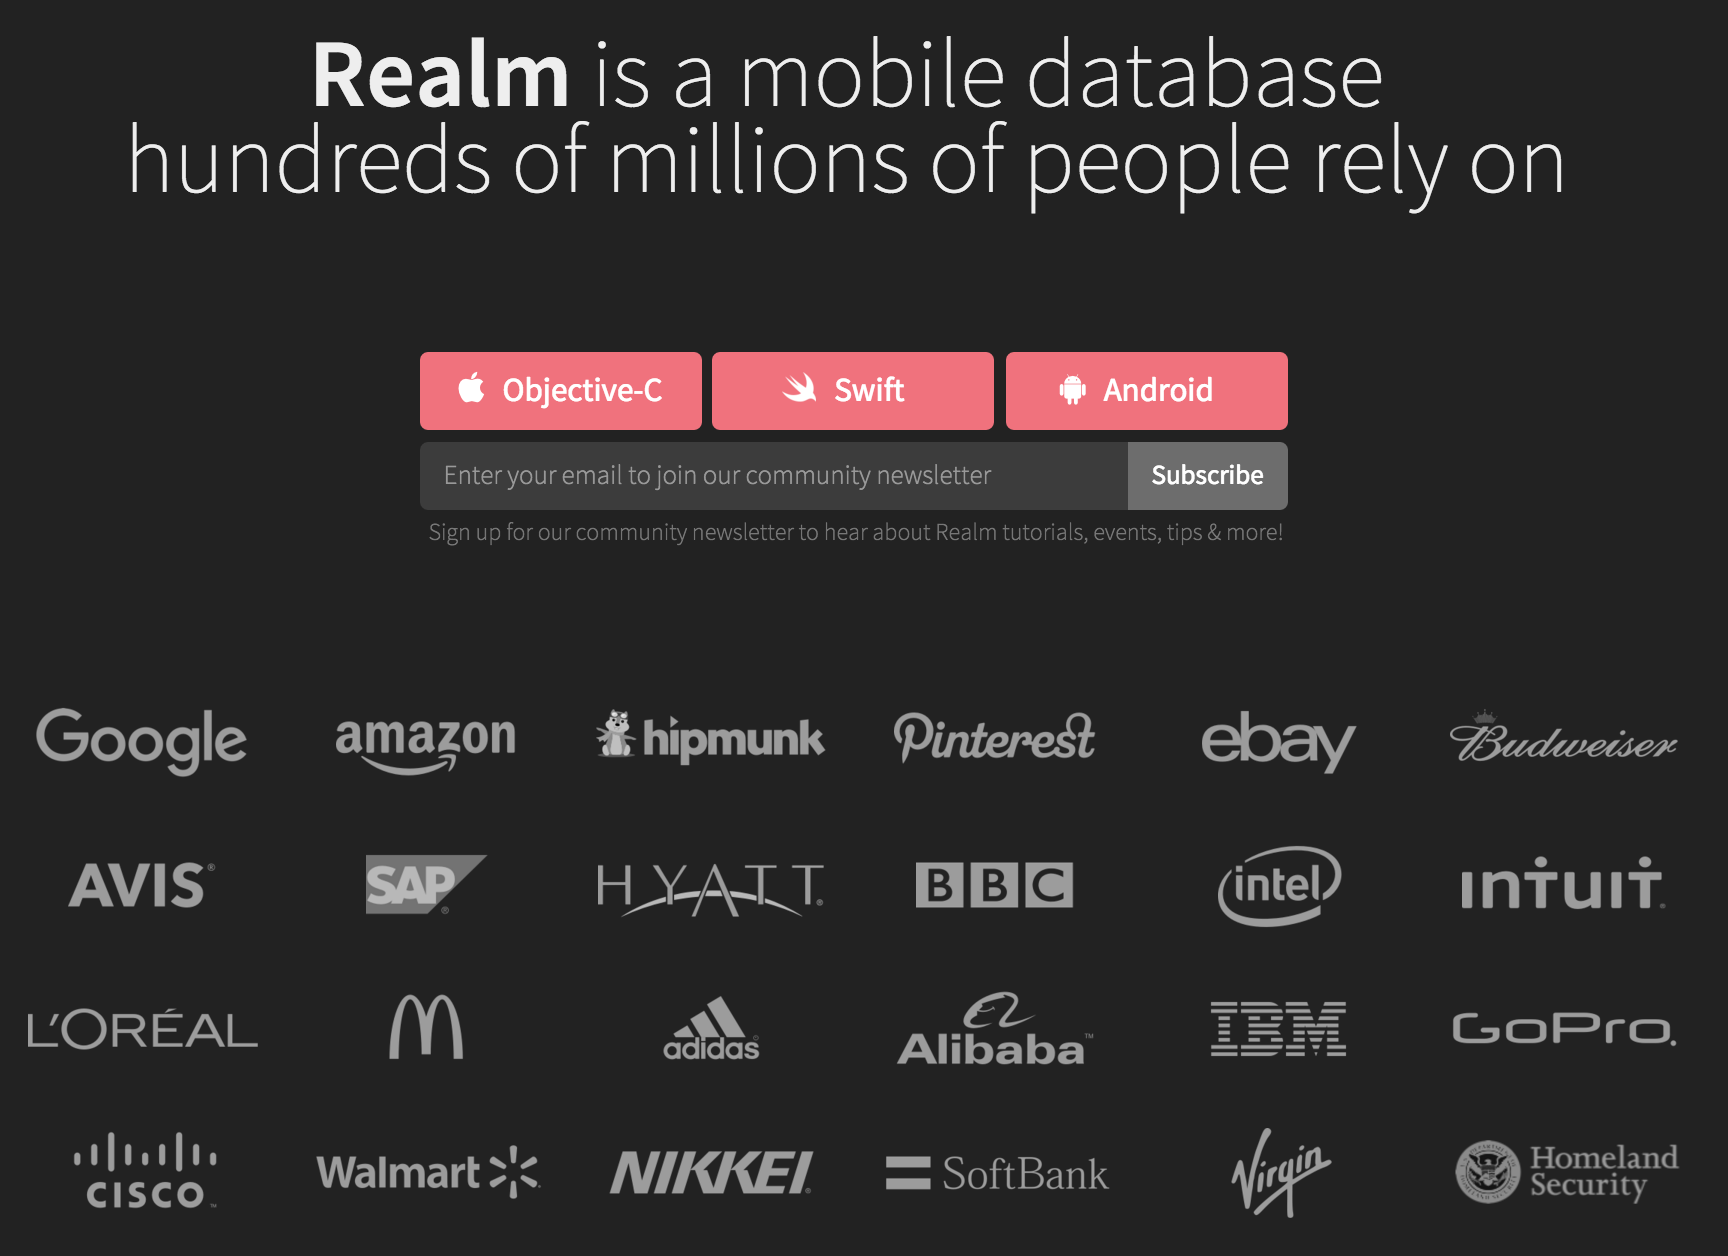 Realm is a mobile database
hundreds of millions of people rely on
Objective-C
Swift
Android
Enter your email to join our community newsletter
Subscribe
Sign up for our community newsletter to hear about Realm tutorials, events, tips & more!
Google
amazon
hipmunk
Pinterest
ebay
Budweiser
AVIS®
SAP®
HYATT®
BBC
intel
intuit®
L'ORÉAL
adidas®
Alibaba™
IBM
GoPro.
CISCO™
Walmart
NIKKEI®
SoftBank
Virgin
Homeland
Security